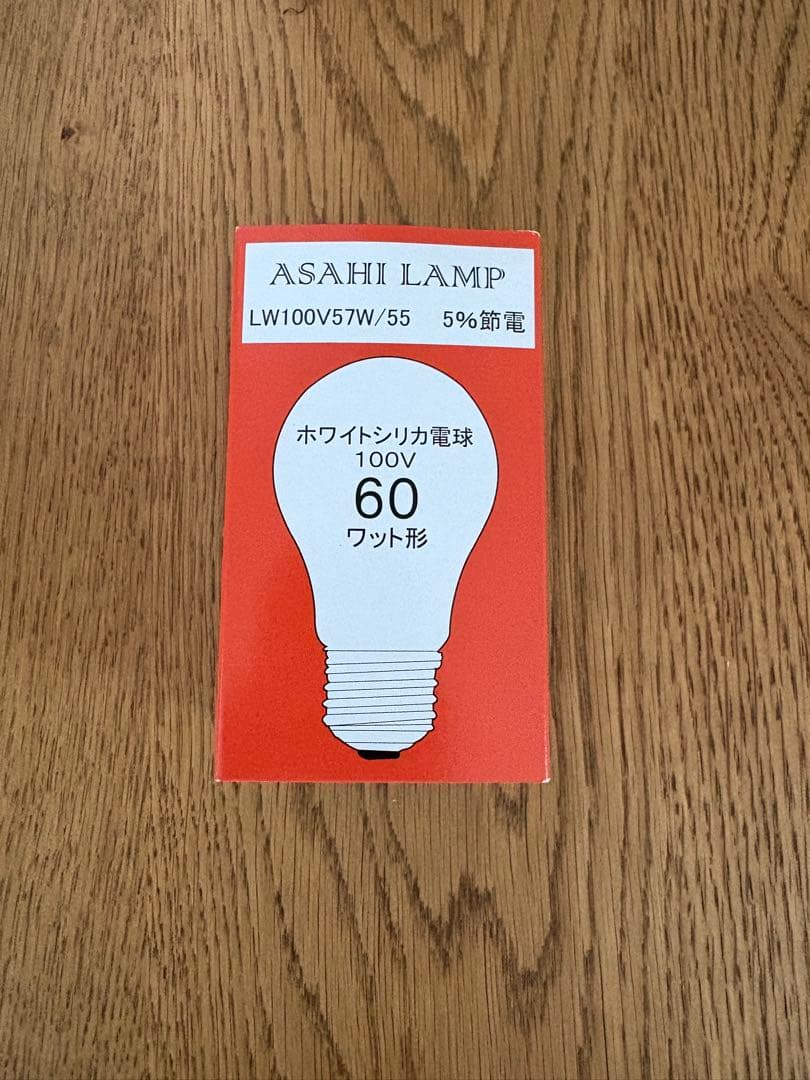 ASAHI LAMP
LW100V57W/55 5%節電
ホワイトシリカ電球
100V
60
ワット形